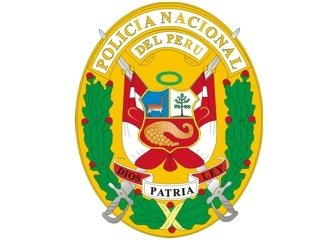 POLICIA NACIONAL
DEL PERU
DIOS PATRIA LEY